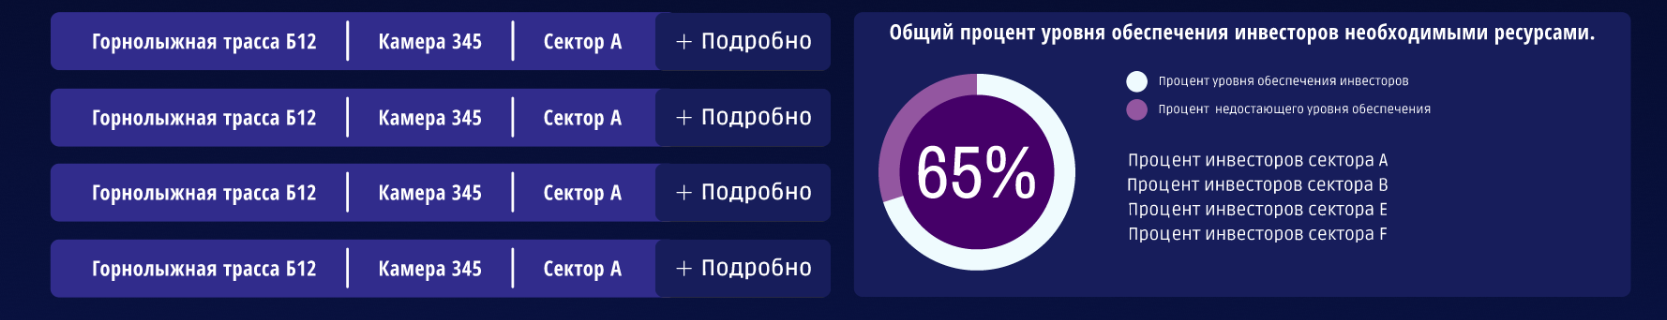 Горнолыжная трасса Б12 Камера 345 Сектор А + Подробно
Горнолыжная трасса Б12 Камера 345 Сектор А + Подробно
Горнолыжная трасса Б12 Камера 345 Сектор А + Подробно
Горнолыжная трасса Б12 Камера 345 Сектор А + Подробно
Общий процент уровня обеспечения инвесторов необходимыми ресурсами.
65%
Процент уровня обеспечения инвесторов
Процент недостающего уровня обеспечения
Процент инвесторов сектора A
Процент инвесторов сектора B
Процент инвесторов сектора E
Процент инвесторов сектора F